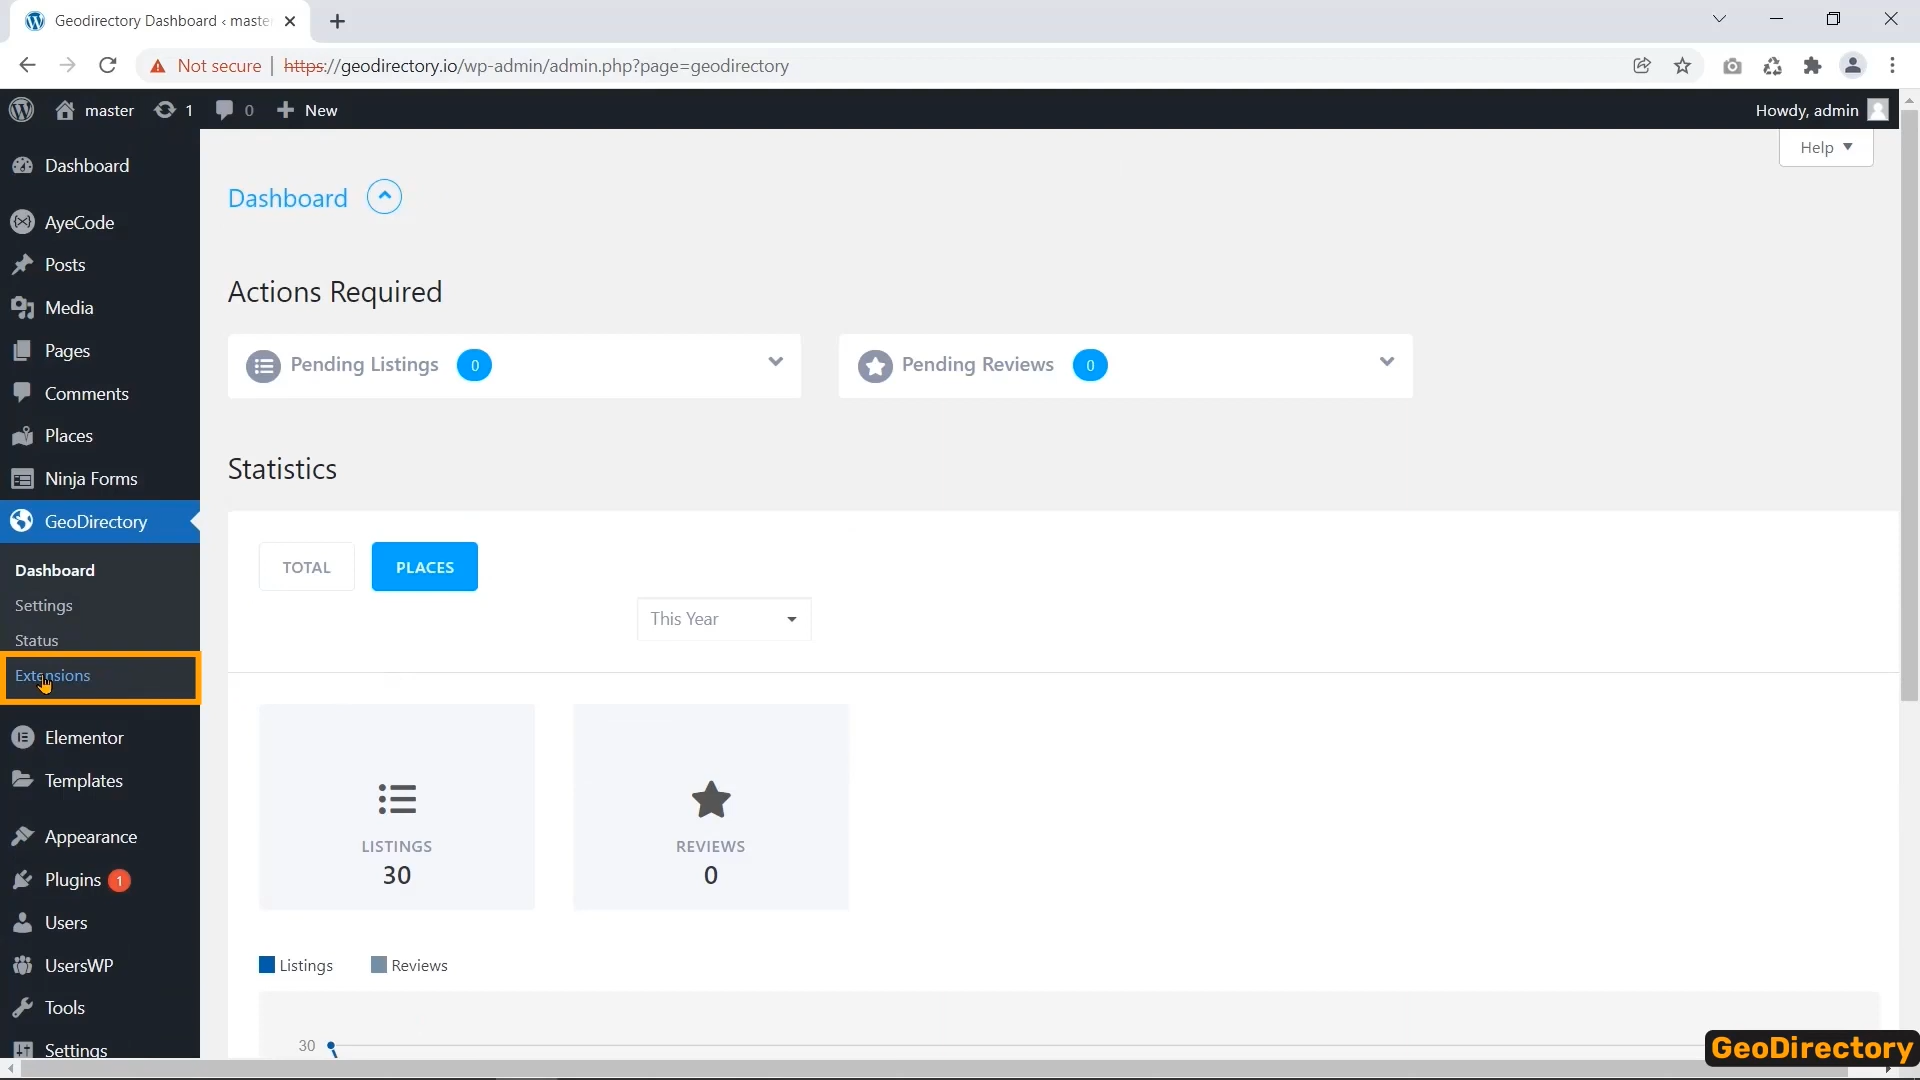 Geodirectory Dashboard ‹ maste
Not secure | https://geodirectory.io/wp-admin/admin.php?page=geodirectory
master 1 0 New
Howdy, admin
Help
Dashboard
AyeCode
Posts
Media
Pages
Comments
Places
Ninja Forms
GeoDirectory
Dashboard
Settings
Status
Extensions
Elementor
Templates
Appearance
Plugins 1
Users
UsersWP
Tools
Settings
Dashboard
Actions Required
Pending Listings 0
Pending Reviews 0
Statistics
TOTAL PLACES
This Year
LISTINGS
30
REVIEWS
0
Listings Reviews
30
GeoDirectory